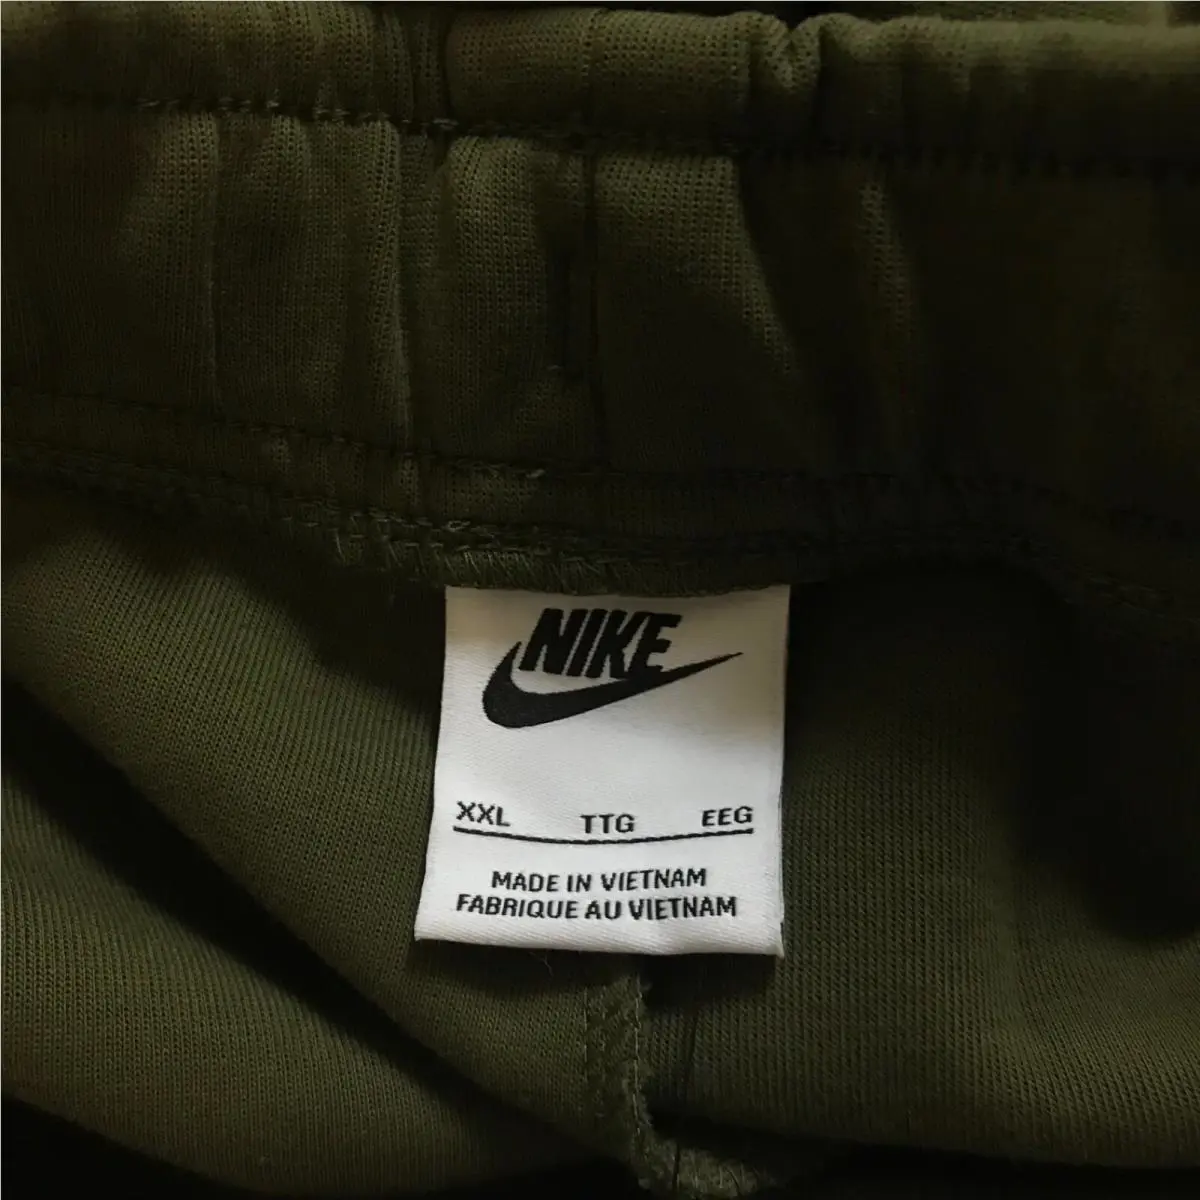 NIKE
XXL TTG EEG
MADE IN VIETNAM
FABRIQUE AU VIETNAM